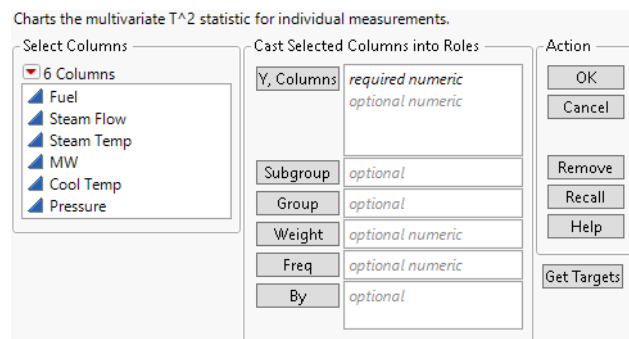 Charts the multivariate T^2 statistic for individual measurements.
Select Columns
6 Columns
Fuel
Steam Flow
Steam Temp
MW
Cool Temp
Pressure
Cast Selected Columns into Roles
Y, Columns required numeric
optional numeric
Subgroup optional
Group optional
Weight optional numeric
Freq optional numeric
By optional
Action
OK
Cancel
Remove
Recall
Help
Get Targets